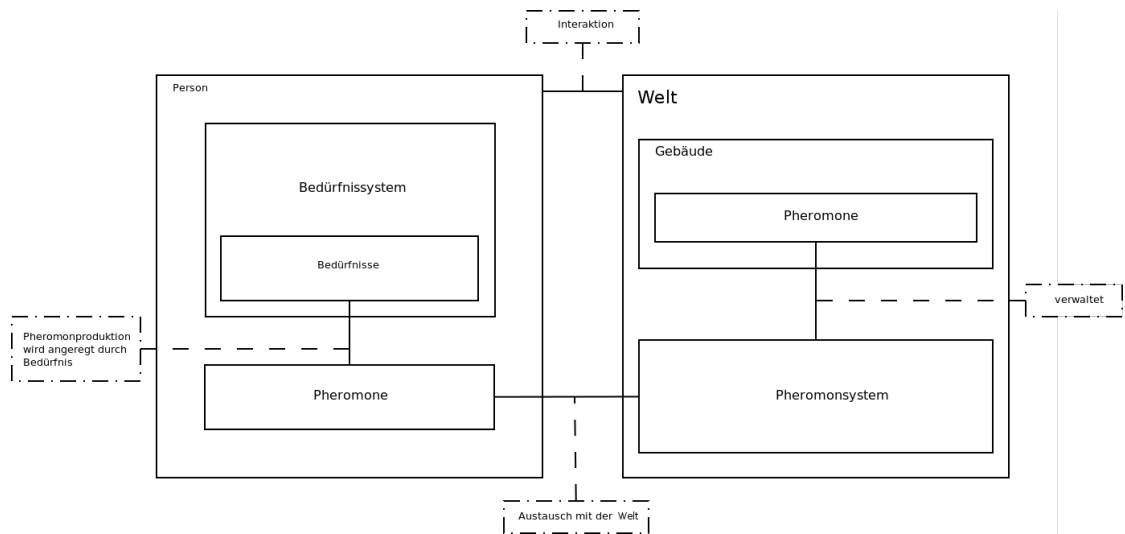 Interaktion
Person
Welt
Gebäude
Bedürfnissystem
Pheromone
Bedürfnisse
verwaltet
Pheromonproduktion
wird angeregt durch
Bedürfnis
Pheromone
Pheromonsystem
Austausch mit der Welt